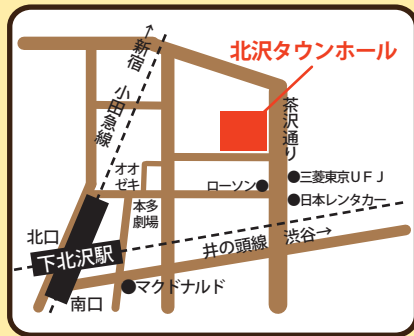 ←新宿
小田急線
北沢タウンホール
茶沢通り
オオ
ゼキ
本多
劇場
ローソン
三菱東京UFJ
日本レンタカー
北口
下北沢駅
南口
井の頭線
渋谷→
マクドナルド